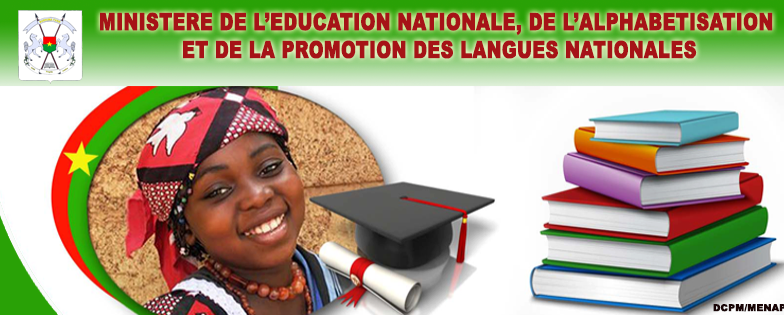 MINISTERE DE L'EDUCATION NATIONALE, DE L'ALPHABETISATION
ET DE LA PROMOTION DES LANGUES NATIONALES
DCPM/MENAP